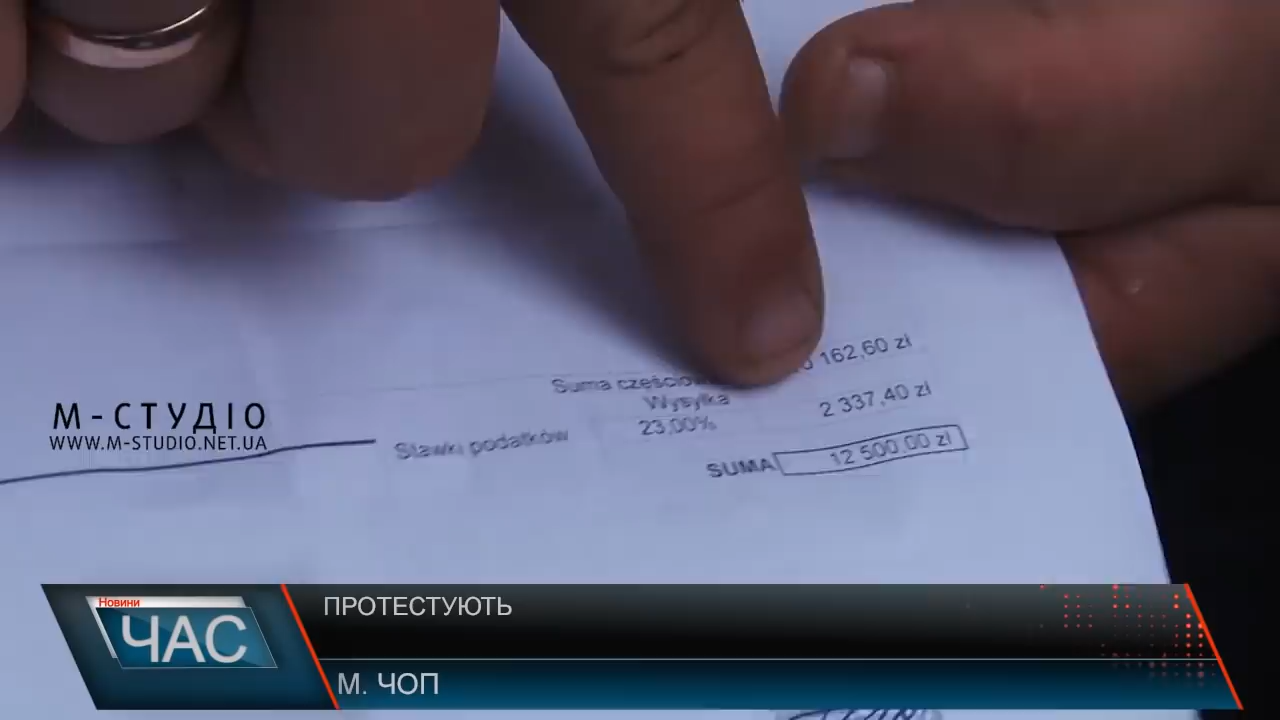 162,60 zł
Suma
Wysyłka
2 337,40 zł
Stawki podatków 23,00%
SUMA 12 500,00 zł
М-СТУДІО
WWW.M-STUDIO.NET.UA
Новини
ЧАС
ПРОТЕСТУЮТЬ
М. ЧОП